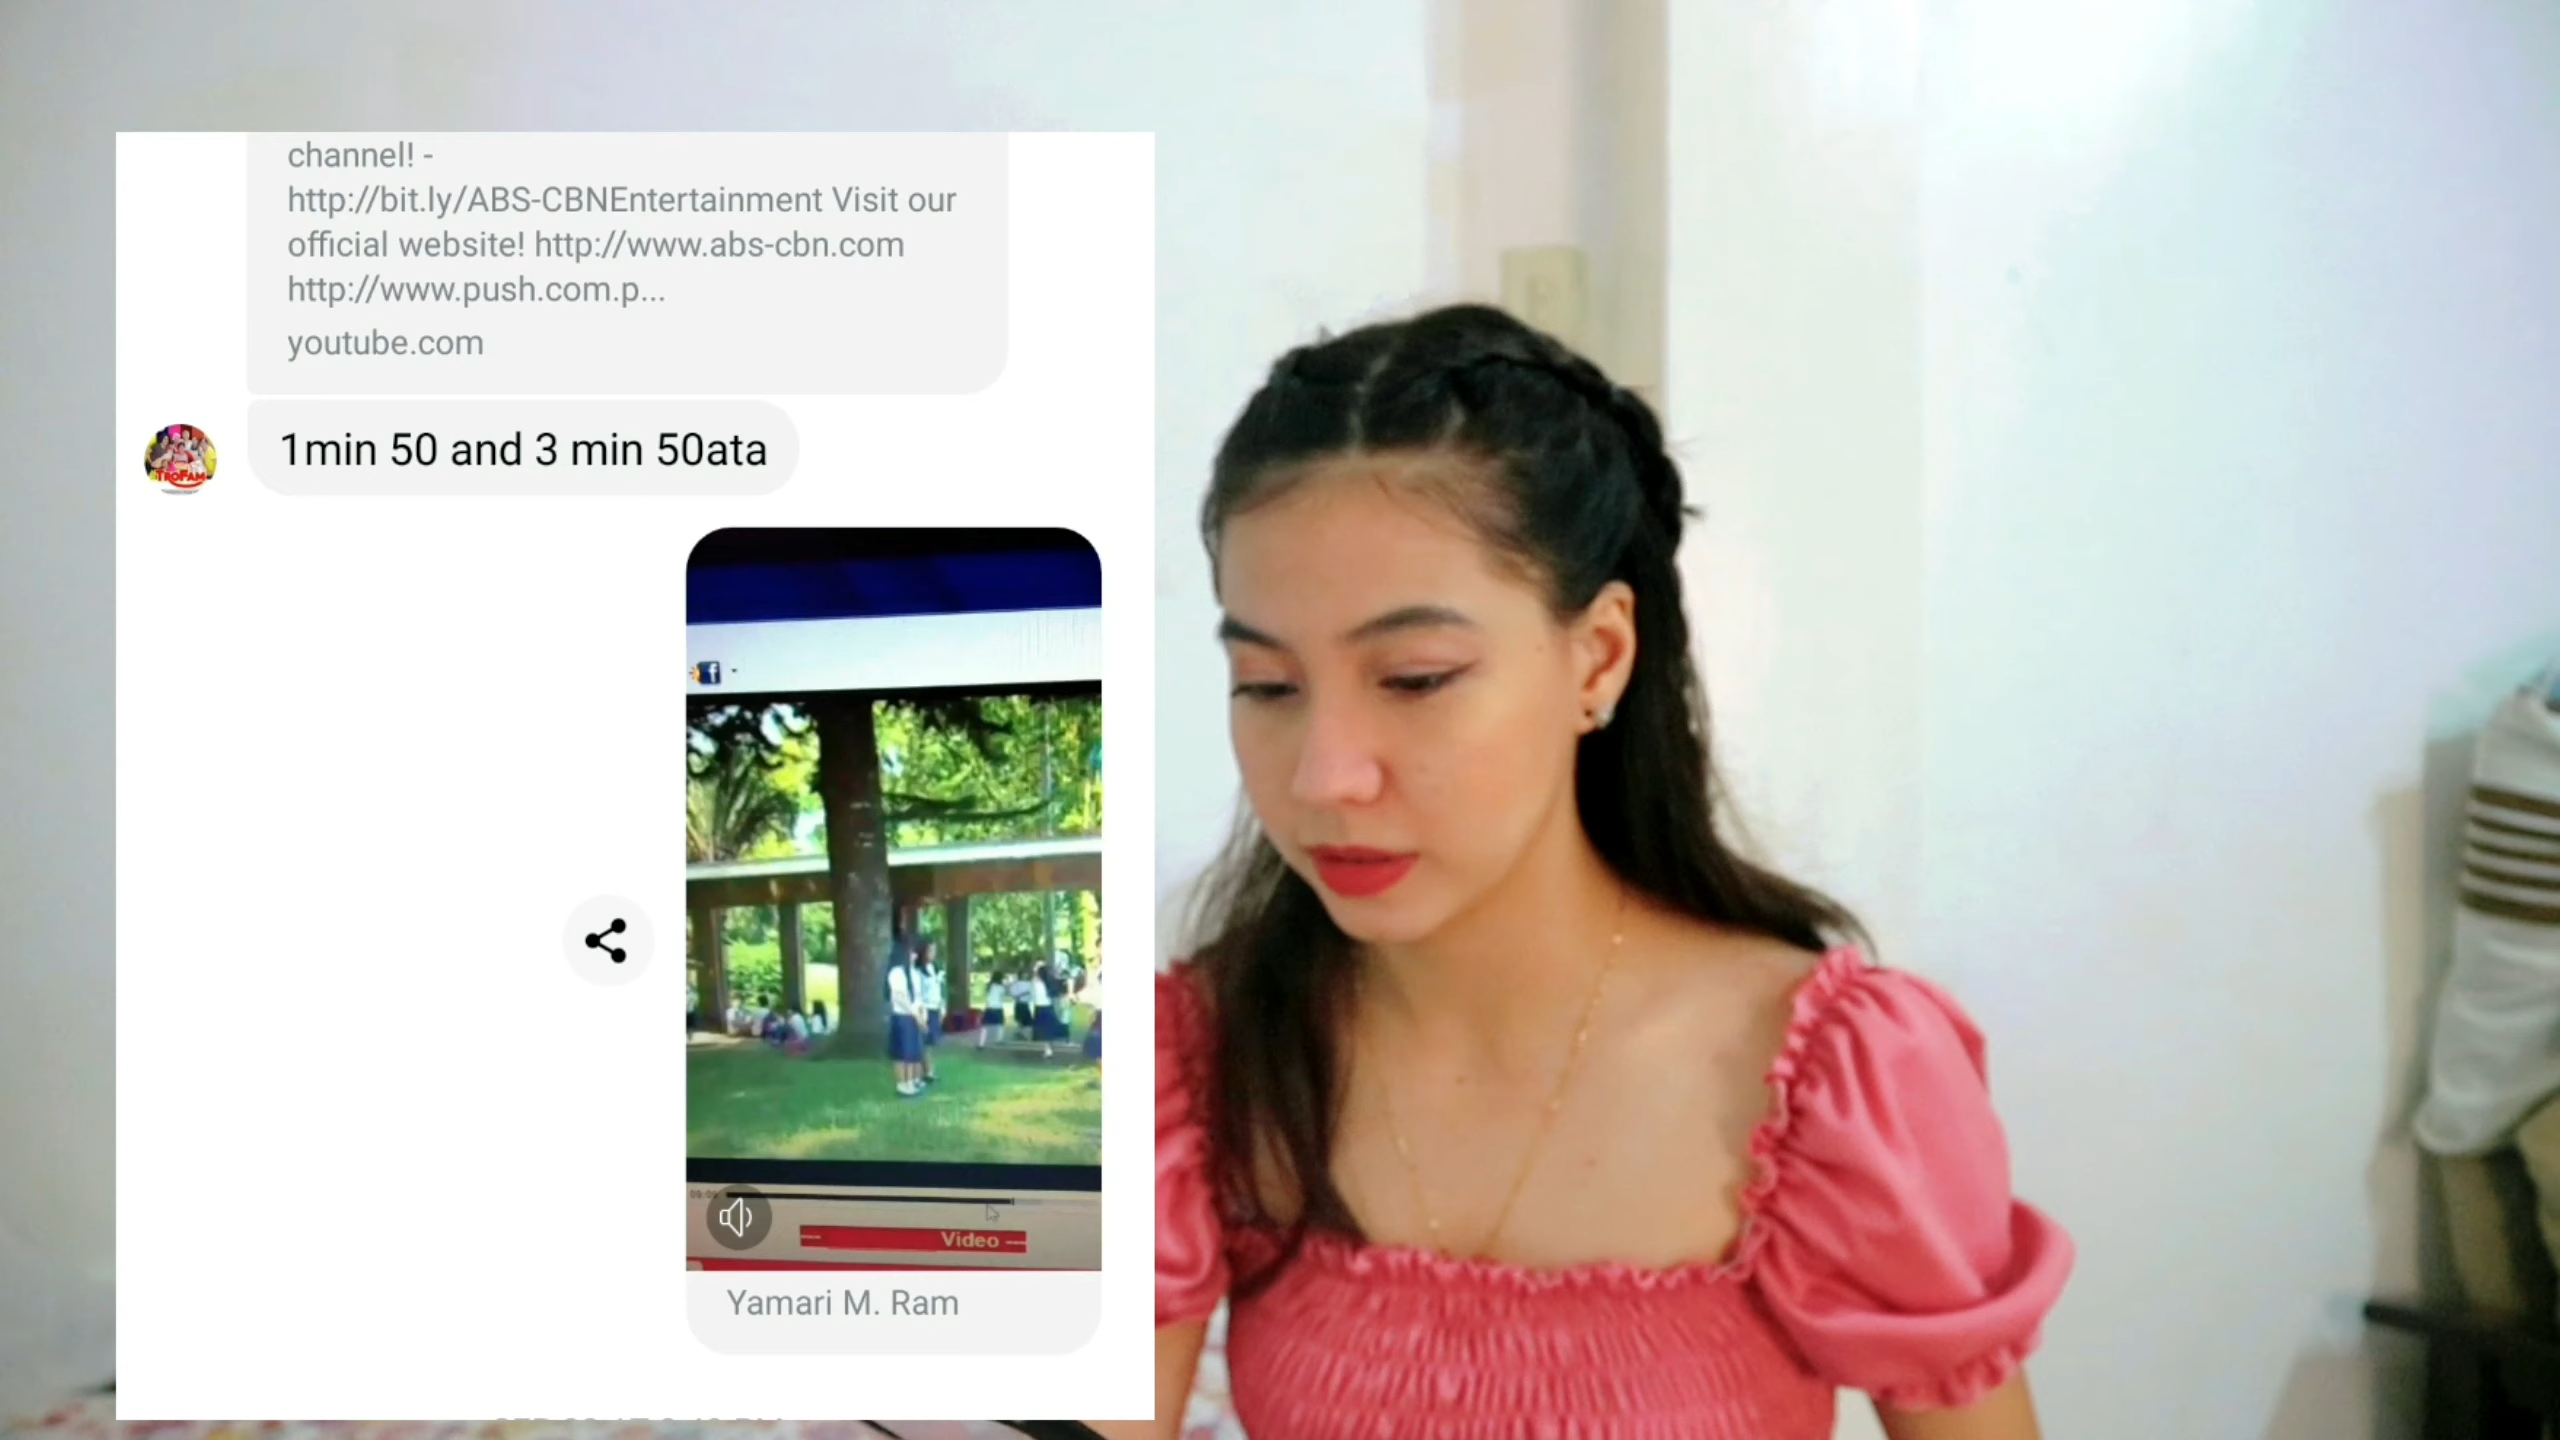 channel! -
http://bit.ly/ABS-CBNEntertainment Visit our
official website! http://www.abs-cbn.com
http://www.push.com.p...
youtube.com
1min 50 and 3 min 50ata
TROFAM
f
Video
Yamari M. Ram